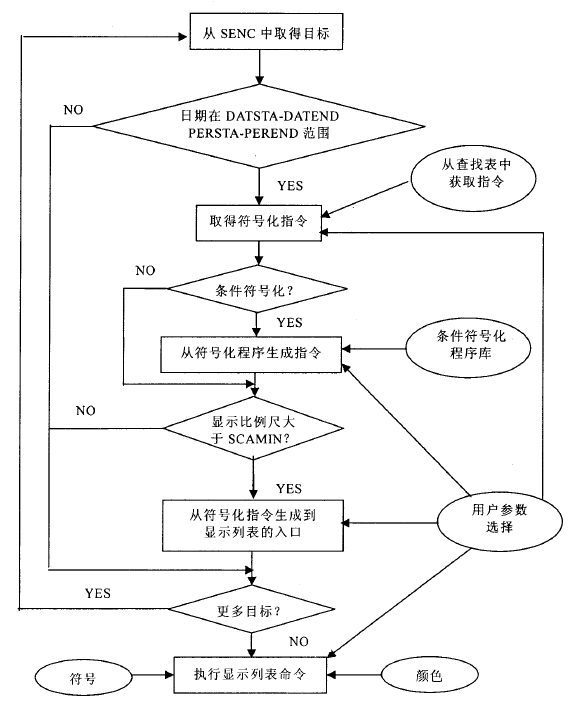 从 SENC 中取得目标
NO
日期在 DATSTA-DATEND
PERSTA-PEREND 范围
从查找表中
获取指令
YES
取得符号化指令
NO
条件符号化？
YES
条件符号化
程序库
从符号化程序生成指令
NO
显示比例尺大
于 SCAMIN？
YES
用户参数
选择
从符号化指令生成到
显示列表的入口
YES
更多目标？
NO
符号
执行显示列表命令
颜色